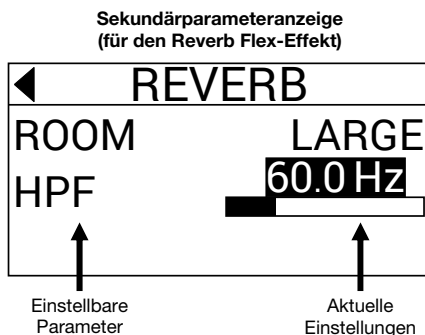 Sekundärparameteranzeige
(für den Reverb Flex-Effekt)
REVERB
ROOM LARGE
HPF 60.0 Hz
Einstellbare Parameter
Aktuelle Einstellungen